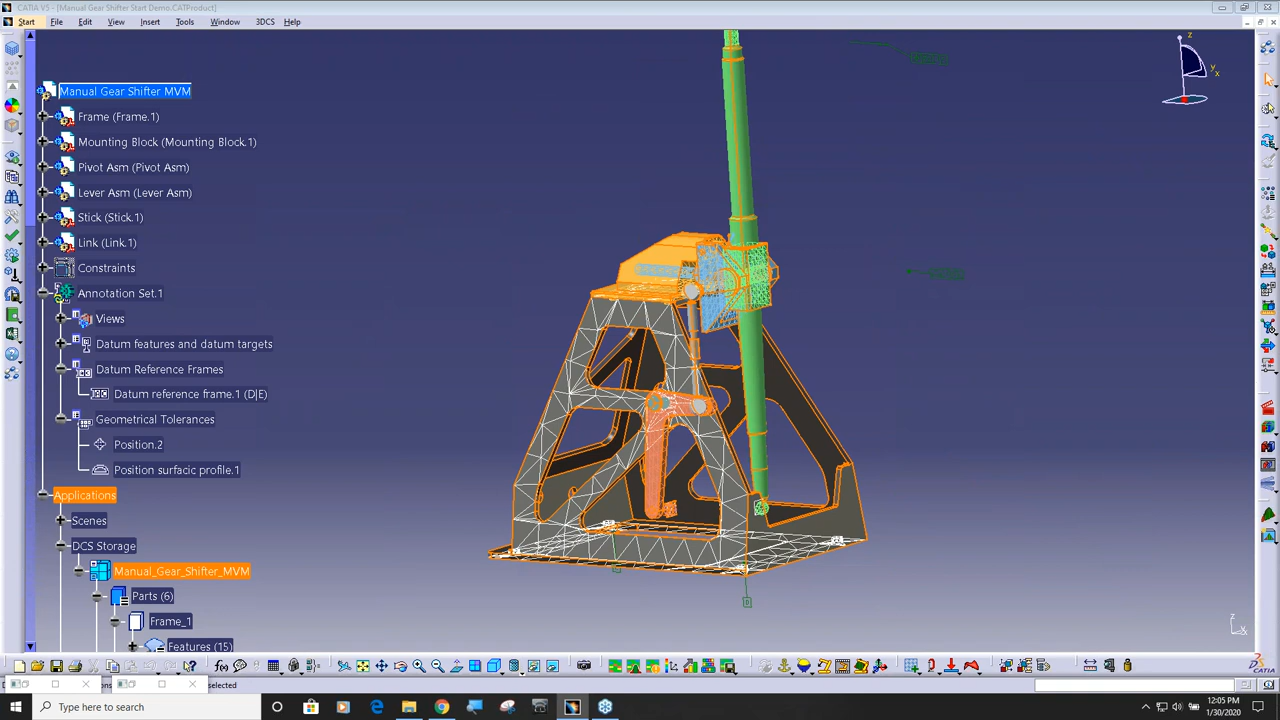 CATIA V5 - [Manual Gear Shifter Start Demo.CATProduct]
Start File Edit View Insert Tools Window 3DCS Help
z
y
x
Manual Gear Shifter MVM
Frame (Frame.1)
Mounting Block (Mounting Block.1)
Pivot Asm (Pivot Asm)
Lever Asm (Lever Asm)
Stick (Stick.1)
Link (Link.1)
Constraints
Annotation Set.1
Views
Datum features and datum targets
Datum Reference Frames
Datum reference frame.1 (D|E)
Geometrical Tolerances
Position.2
Position surfacic profile.1
Applications
Scenes
DCS Storage
Manual_Gear_Shifter_MVM
Parts (6)
Frame_1
Features (15)
D
z
f(x)
selected
DASSAULT SYSTEMES
Type here to search
12:05 PM
1/30/2020